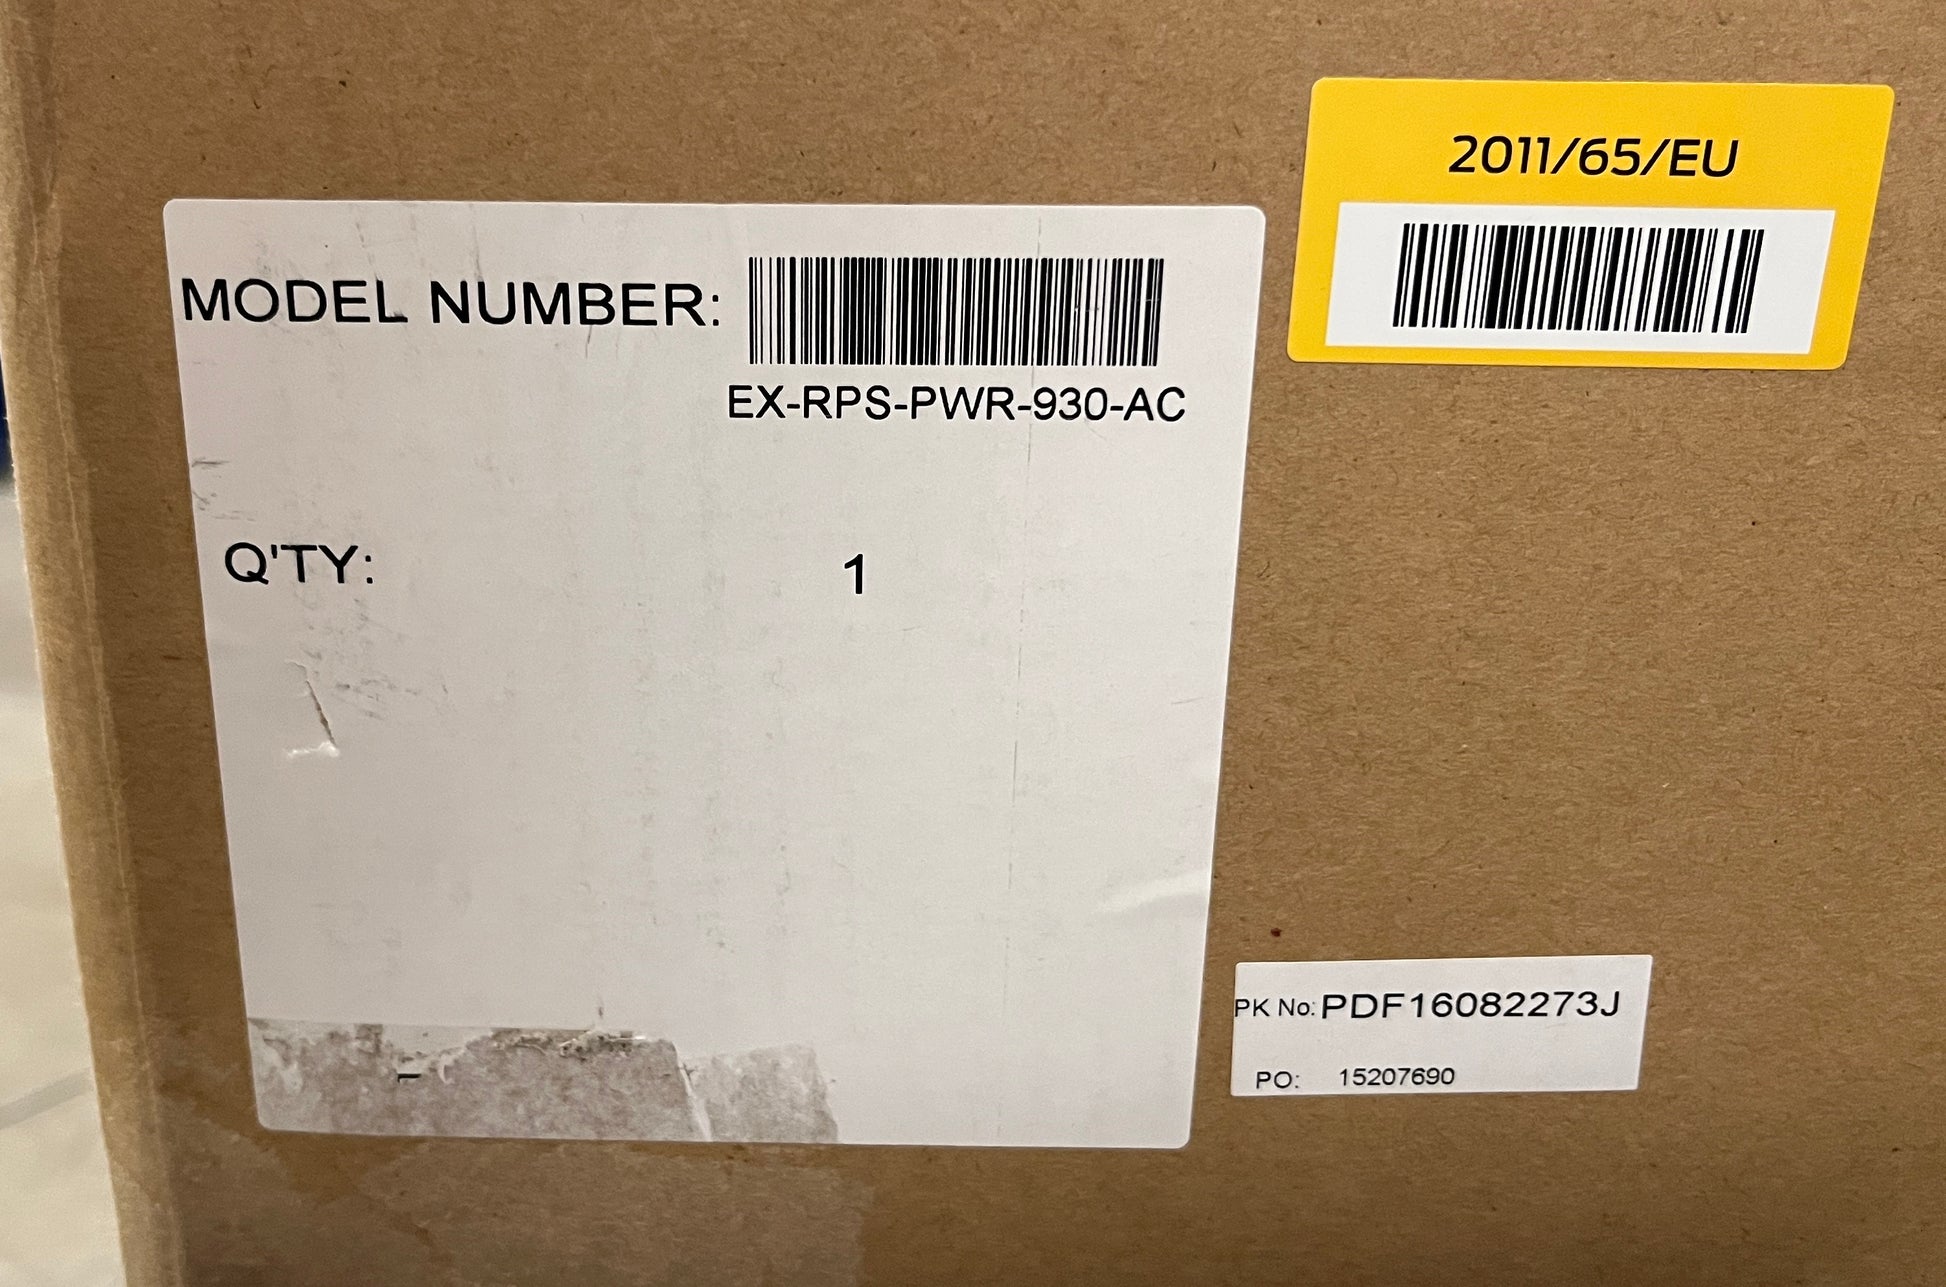 2011/65/EU
MODEL NUMBER:
EX-RPS-PWR-930-AC
Q'TY: 1
PK No: PDF16082273J
PO: 15207690